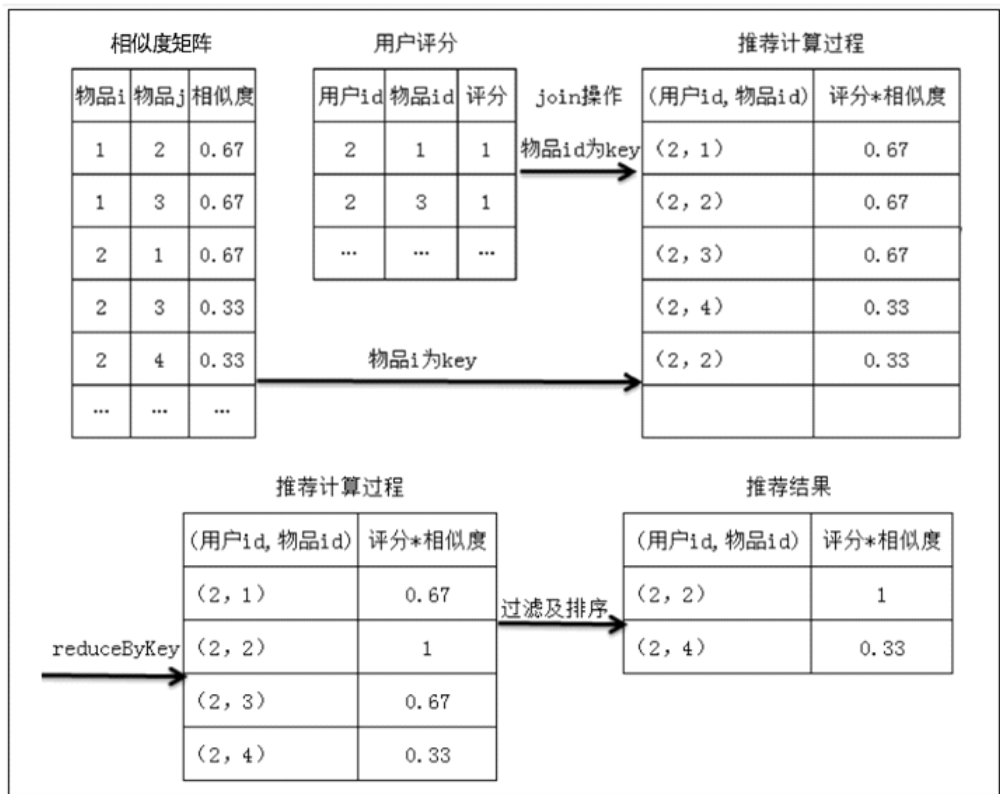 相似度矩阵
物品i 物品j 相似度
1 2 0.67
1 3 0.67
2 1 0.67
2 3 0.33
2 4 0.33
… … …
用户评分
用户id 物品id 评分
2 1 1
2 3 1
… … …
join操作
物品id为key
物品i为key
推荐计算过程
(用户id,物品id) 评分*相似度
(2, 1) 0.67
(2, 2) 0.67
(2, 3) 0.67
(2, 4) 0.33
(2, 2) 0.33
reduceByKey
推荐计算过程
(用户id,物品id) 评分*相似度
(2, 1) 0.67
(2, 2) 1
(2, 3) 0.67
(2, 4) 0.33
过滤及排序
推荐结果
(用户id,物品id) 评分*相似度
(2, 2) 1
(2, 4) 0.33